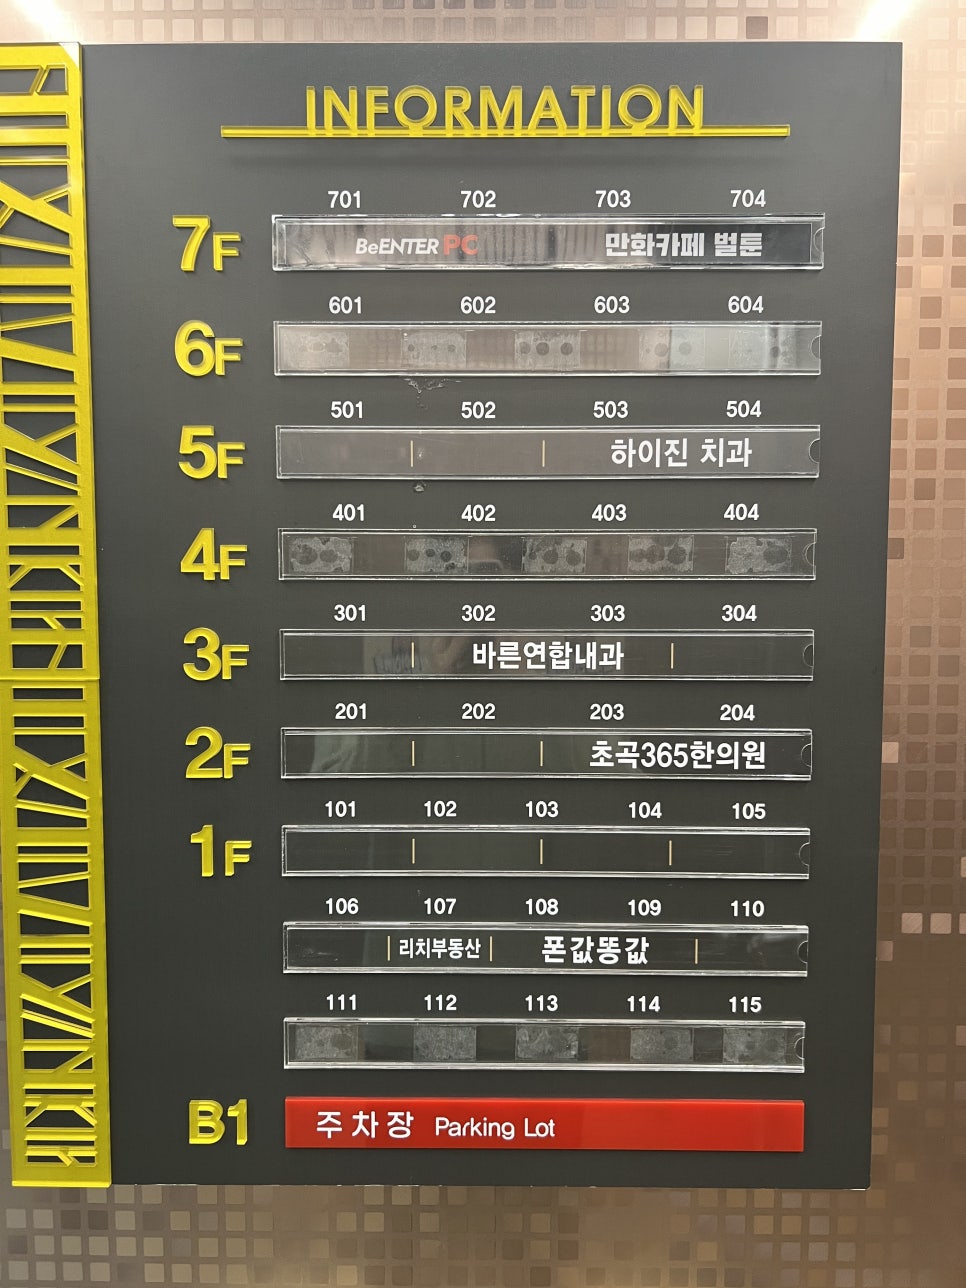 INFORMATION
701 702 703 704
7F BeENTER PC 만화카페 벌툰
601 602 603 604
6F
501 502 503 504
5F 하이진 치과
401 402 403 404
4F
301 302 303 304
3F 바른연합내과
201 202 203 204
2F 초곡365한의원
101 102 103 104 105
1F
106 107 108 109 110
리치부동산 폰값똥값
111 112 113 114 115
B1 주차장 Parking Lot